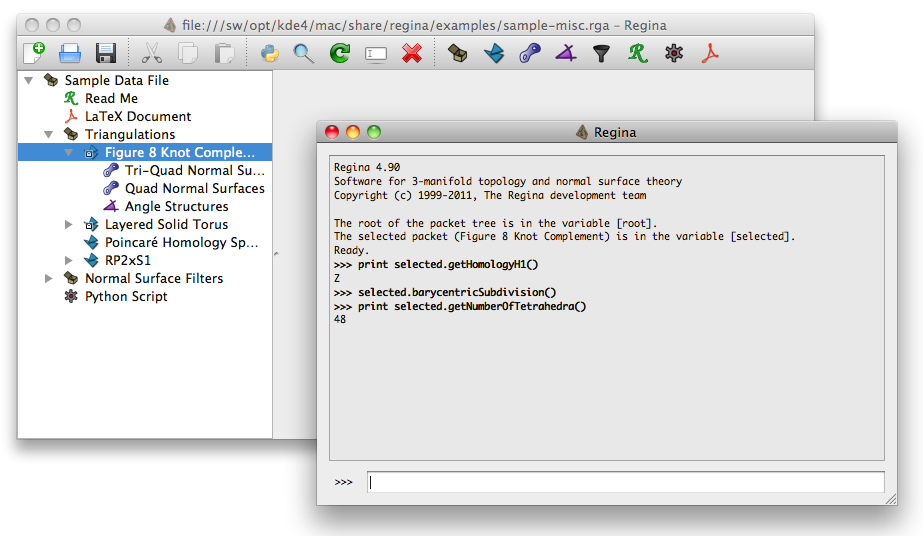 file:///sw/opt/kde4/mac/share/regina/examples/sample-misc.rga – Regina
Sample Data File
Read Me
LaTeX Document
Triangulations
Figure 8 Knot Comple...
Tri-Quad Normal Su...
Quad Normal Surfaces
Angle Structures
Layered Solid Torus
Poincaré Homology Sp...
RP2xS1
Normal Surface Filters
Python Script
Regina
Regina 4.90
Software for 3-manifold topology and normal surface theory
Copyright (c) 1999-2011, The Regina development team
The root of the packet tree is in the variable [root].
The selected packet (Figure 8 Knot Complement) is in the variable [selected].
Ready.
>>> print selected.getHomologyH1()
Z
>>> selected.barycentricSubdivision()
>>> print selected.getNumberOfTetrahedra()
48
>>>